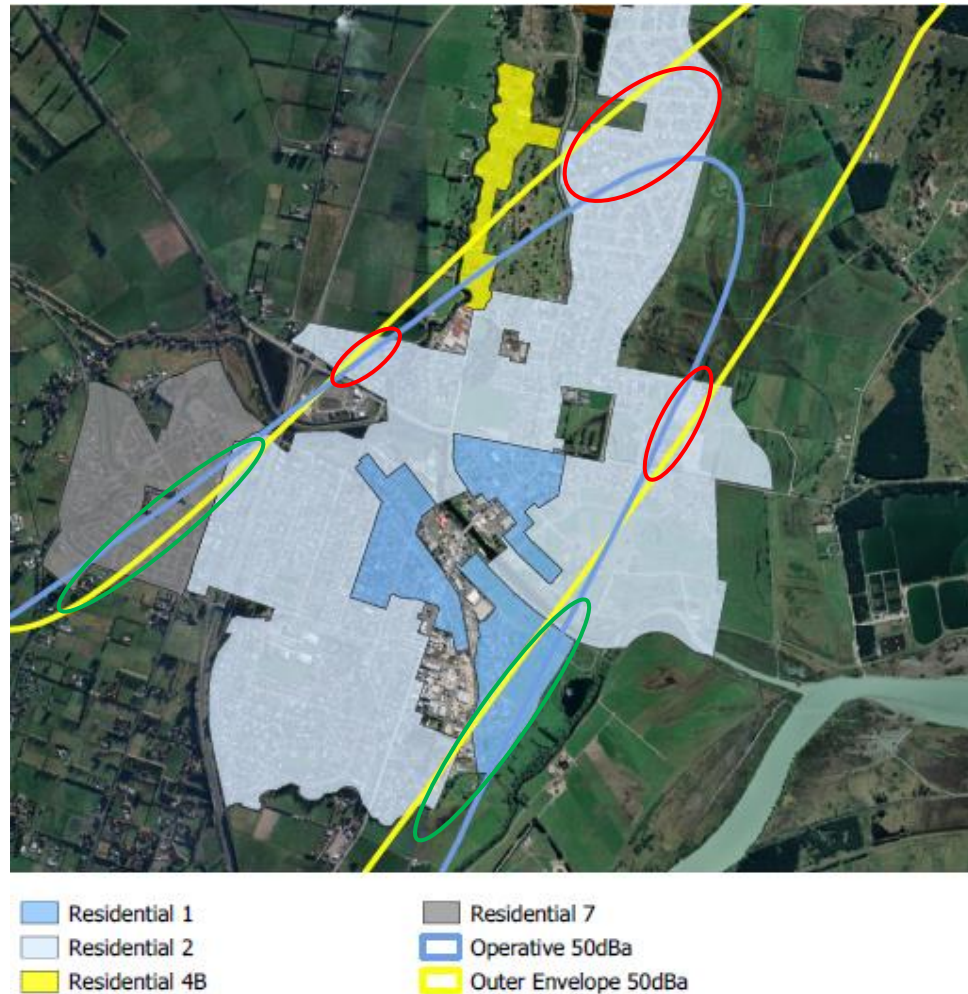 Residential 1
Residential 2
Residential 4B
Residential 7
Operative 50dBa
Outer Envelope 50dBa